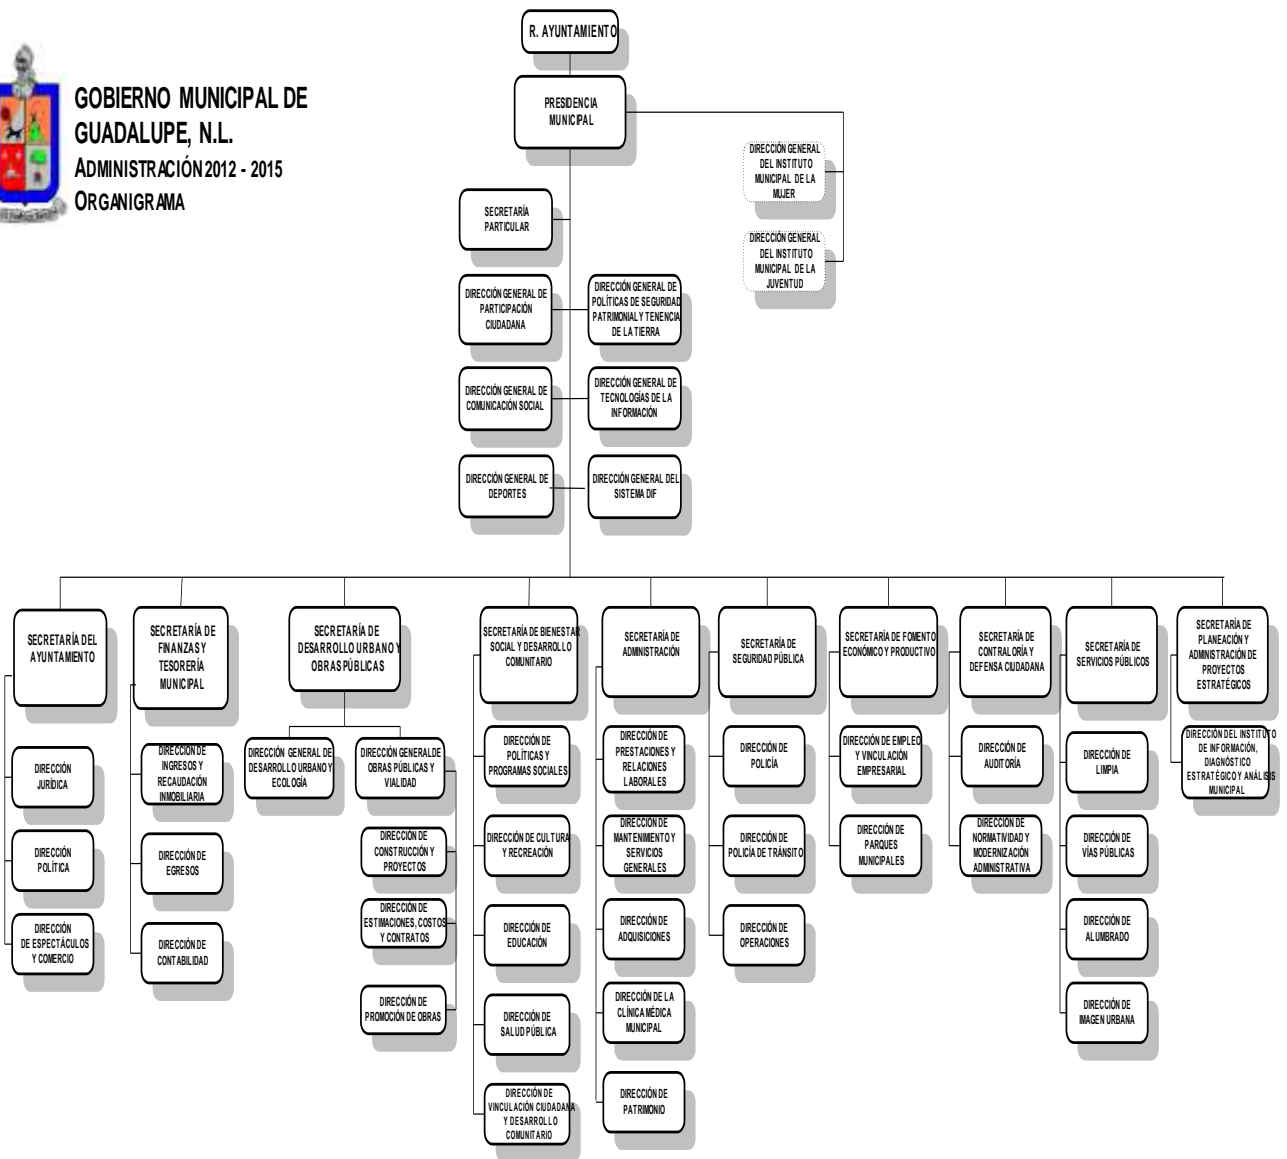 R. AYUNTAMIENTO
GOBIERNO MUNICIPAL DE
GUADALUPE, N.L.
ADMINISTRACIÓN 2012 - 2015
ORGANIGRAMA
PRESIDENCIA
MUNICIPAL
DIRECCIÓN GENERAL
DEL INSTITUTO
MUNICIPAL DE LA
MUJER
DIRECCIÓN GENERAL
DEL INSTITUTO
MUNICIPAL DE LA
JUVENTUD
SECRETARÍA
PARTICULAR
DIRECCIÓN GENERAL DE
PARTICIPACIÓN
CIUDADANA
DIRECCIÓN GENERAL DE
POLÍTICAS DE SEGURIDAD
PATRIMONIAL Y TENENCIA
DE LA TIERRA
DIRECCIÓN GENERAL DE
COMUNICACIÓN SOCIAL
DIRECCIÓN GENERAL DE
TECNOLOGÍAS DE LA
INFORMACIÓN
DIRECCIÓN GENERAL DE
DEPORTES
DIRECCIÓN GENERAL DEL
SISTEMA DIF
SECRETARÍA DEL
AYUNTAMIENTO
DIRECCIÓN
JURÍDICA
DIRECCIÓN
POLÍTICA
DIRECCIÓN
DE ESPECTÁCULOS
Y COMERCIO
SECRETARÍA DE
FINANZAS Y
TESORERÍA
MUNICIPAL
DIRECCIÓN DE
INGRESOS Y
RECAUDACIÓN
INMOBILIARIA
DIRECCIÓN DE
EGRESOS
DIRECCIÓN DE
CONTABILIDAD
SECRETARÍA DE
DESARROLLO URBANO Y
OBRAS PÚBLICAS
DIRECCIÓN GENERAL DE
DESARROLLO URBANO Y
ECOLOGÍA
DIRECCIÓN GENERAL DE
OBRAS PÚBLICAS Y
VIALIDAD
DIRECCIÓN DE
CONSTRUCCIÓN Y
PROYECTOS
DIRECCIÓN DE
ESTIMACIONES, COSTOS
Y CONTRATOS
DIRECCIÓN DE
PROMOCIÓN DE OBRAS
SECRETARÍA DE BIENESTAR
SOCIAL Y DESARROLLO
COMUNITARIO
DIRECCIÓN DE
POLÍTICAS Y
PROGRAMAS SOCIALES
DIRECCIÓN DE CULTURA
Y RECREACIÓN
DIRECCIÓN DE
EDUCACIÓN
DIRECCIÓN DE
SALUD PÚBLICA
DIRECCIÓN DE
VINCULACIÓN CIUDADANA
Y DESARROLLO
COMUNITARIO
SECRETARÍA DE
ADMINISTRACIÓN
DIRECCIÓN DE
PRESTACIONES Y
RELACIONES
LABORALES
DIRECCIÓN DE
MANTENIMIENTO Y
SERVICIOS
GENERALES
DIRECCIÓN DE
ADQUISICIONES
DIRECCIÓN DE LA
CLÍNICA MÉDICA
MUNICIPAL
DIRECCIÓN DE
PATRIMONIO
SECRETARÍA DE
SEGURIDAD PÚBLICA
DIRECCIÓN DE
POLICÍA
DIRECCIÓN DE
POLICÍA DE TRÁNSITO
DIRECCIÓN DE
OPERACIONES
SECRETARÍA DE FOMENTO
ECONÓMICO Y PRODUCTIVO
DIRECCIÓN DE EMPLEO
Y VINCULACIÓN
EMPRESARIAL
DIRECCIÓN DE
PARQUES
MUNICIPALES
SECRETARÍA DE
CONTRALORÍA Y
DEFENSA CIUDADANA
DIRECCIÓN DE
AUDITORÍA
DIRECCIÓN DE
NORMATIVIDAD Y
MODERNIZACIÓN
ADMINISTRATIVA
SECRETARÍA DE
SERVICIOS PÚBLICOS
DIRECCIÓN DE
LIMPIA
DIRECCIÓN DE
VÍAS PÚBLICAS
DIRECCIÓN DE
ALUMBRADO
DIRECCIÓN DE
IMAGEN URBANA
SECRETARÍA DE
PLANEACIÓN Y
ADMINISTRACIÓN DE
PROYECTOS
ESTRATÉGICOS
DIRECCIÓN DEL INSTITUTO
DE INFORMACIÓN,
DIAGNÓSTICO
ESTRATÉGICO Y ANÁLISIS
MUNICIPAL